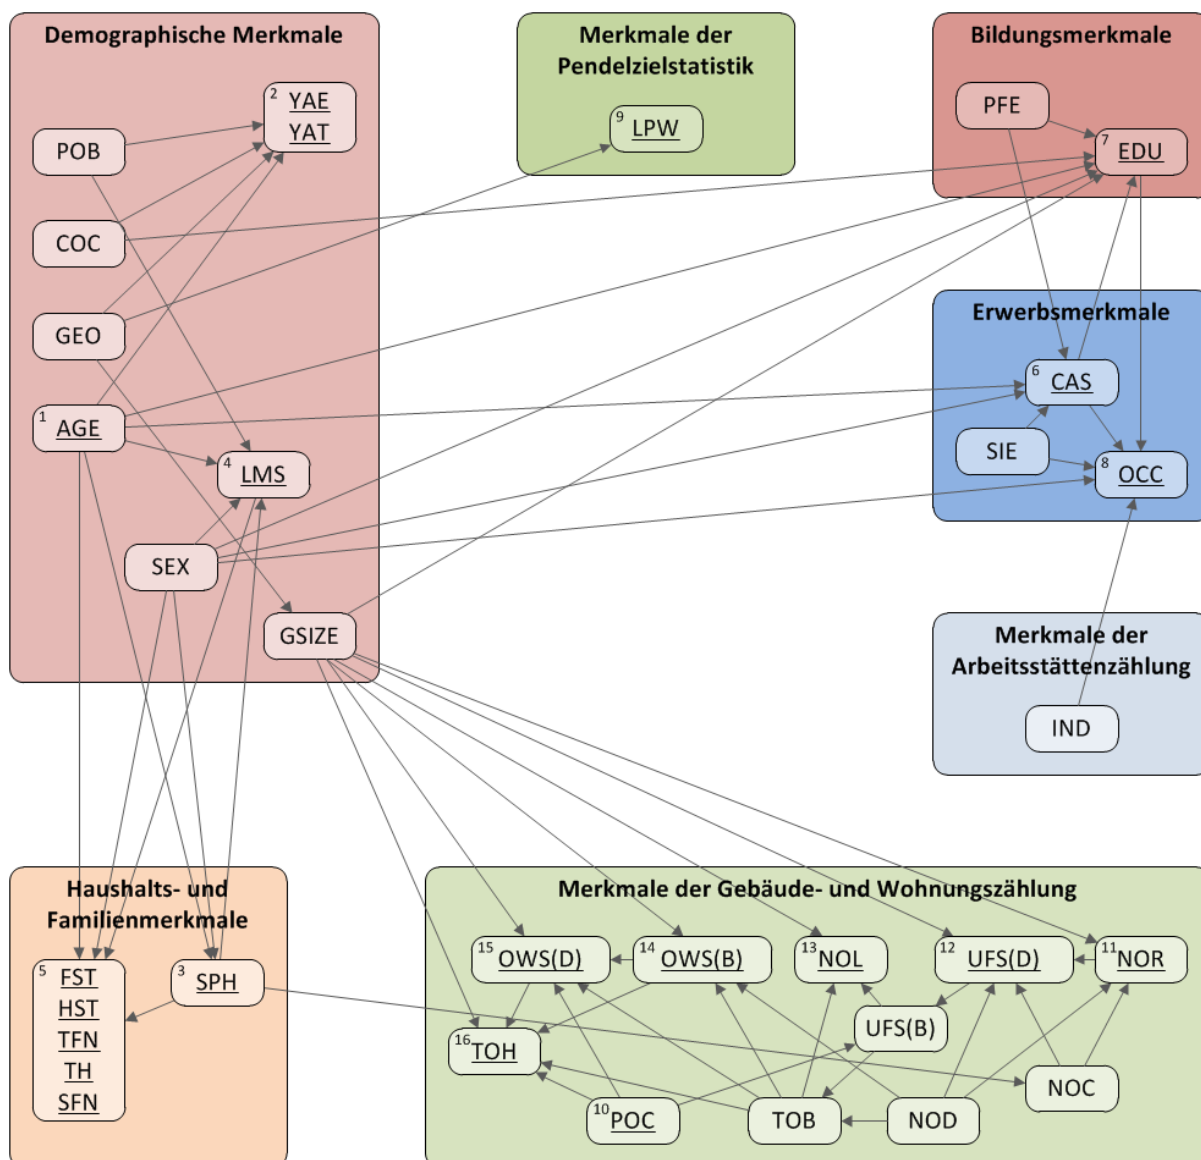 Demographische Merkmale
2 YAE
YAT
POB
COC
GEO
1 AGE
4 LMS
SEX
GSIZE
Merkmale der
Pendelzielstatistik
9 LPW
Bildungsmerkmale
PFE
7 EDU
Erwerbsmerkmale
6 CAS
SIE
8 OCC
Merkmale der
Arbeitsstättenzählung
IND
Haushalts- und
Familienmerkmale
5 FST
HST
TFN
TH
SFN
3 SPH
Merkmale der Gebäude- und Wohnungszählung
15 OWS(D)
14 OWS(B)
13 NOL
12 UFS(D)
11 NOR
UFS(B)
16 TOH
NOC
10 POC
TOB
NOD